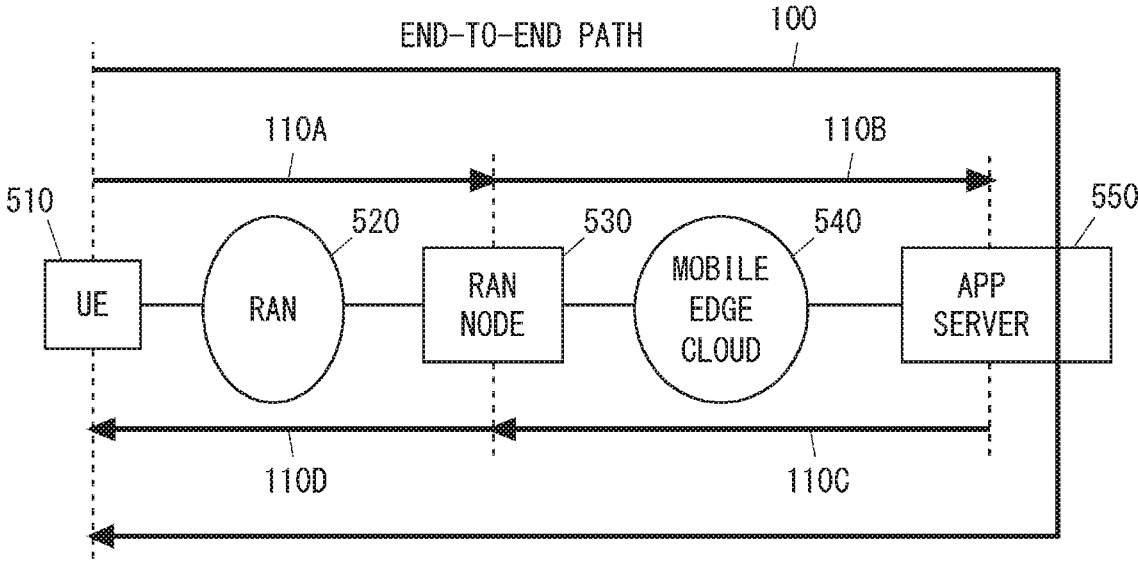 END-TO-END PATH
100
110A
110B
510
520
530
540
550
UE
RAN
RAN
NODE
MOBILE
EDGE
CLOUD
APP
SERVER
110D
110C